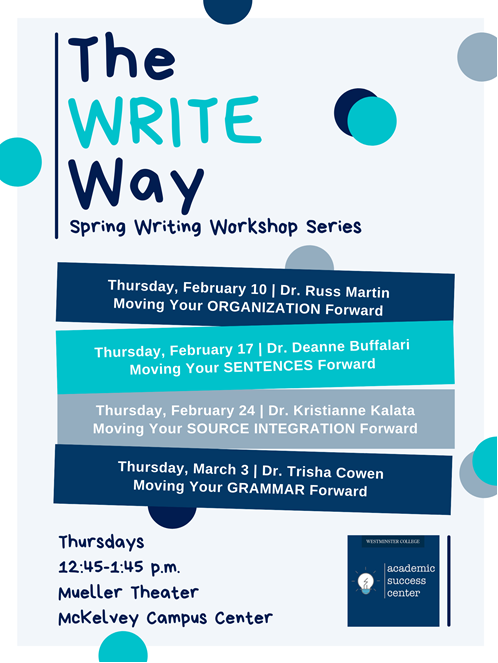 The
WRITE
Way
Spring Writing Workshop Series
Thursday, February 10 | Dr. Russ Martin
Moving Your ORGANIZATION Forward
Thursday, February 17 | Dr. Deanne Buffalari
Moving Your SENTENCES Forward
Thursday, February 24 | Dr. Kristianne Kalata
Moving Your SOURCE INTEGRATION Forward
Thursday, March 3 | Dr. Trisha Cowen
Moving Your GRAMMAR Forward
Thursdays
12:45-1:45 p.m.
Mueller Theater
McKelvey Campus Center
WESTMINSTER COLLEGE
academic
success
center